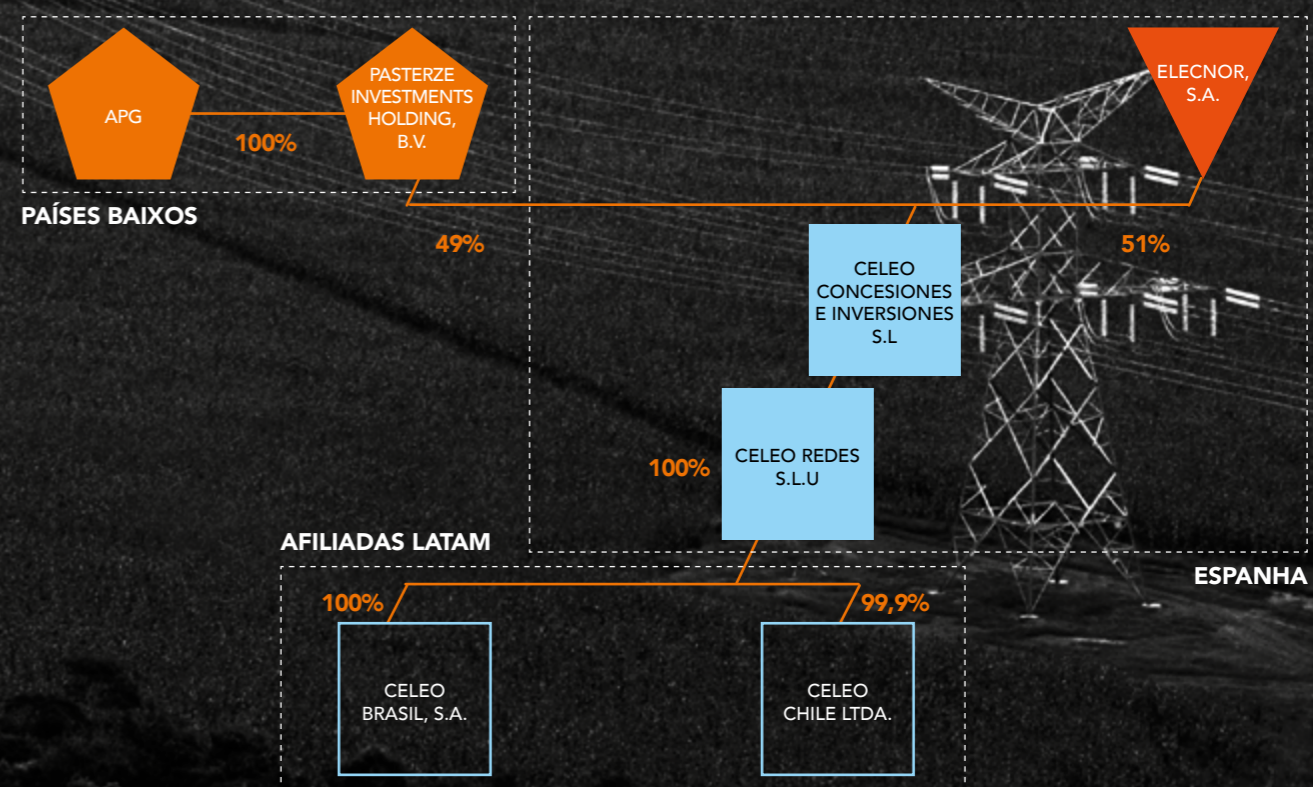 APG
100%
PASTERZE
INVESTMENTS
HOLDING,
B.V.
ELECNOR,
S.A.
PAÍSES BAIXOS
49%
51%
CELEO
CONCESIONES
E INVERSIONES
S.L
100%
CELEO REDES
S.L.U
AFILIADAS LATAM
ESPANHA
100%
99,9%
CELEO
BRASIL, S.A.
CELEO
CHILE LTDA.